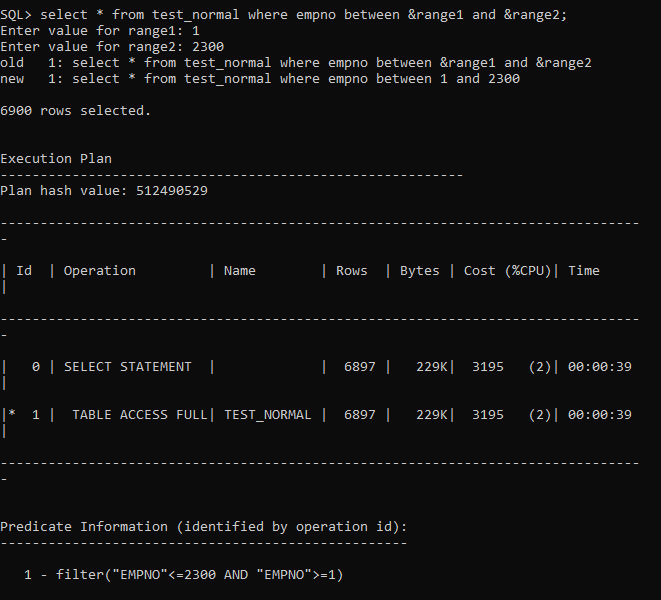 SQL> select * from test_normal where empno between &range1 and &range2;
Enter value for range1: 1
Enter value for range2: 2300
old   1: select * from test_normal where empno between &range1 and &range2
new   1: select * from test_normal where empno between 1 and 2300
6900 rows selected.
Execution Plan
----------------------------------------------------------
Plan hash value: 512490529
--------------------------------------------------------------------------------
-
| Id  | Operation         | Name        | Rows  | Bytes | Cost (%CPU)| Time
|
--------------------------------------------------------------------------------
-
|   0 | SELECT STATEMENT  |             |  6897 |   229K|  3195   (2)| 00:00:39
|
|*  1 |  TABLE ACCESS FULL| TEST_NORMAL |  6897 |   229K|  3195   (2)| 00:00:39
|
--------------------------------------------------------------------------------
-
Predicate Information (identified by operation id):
---------------------------------------------------
   1 - filter("EMPNO"<=2300 AND "EMPNO">=1)